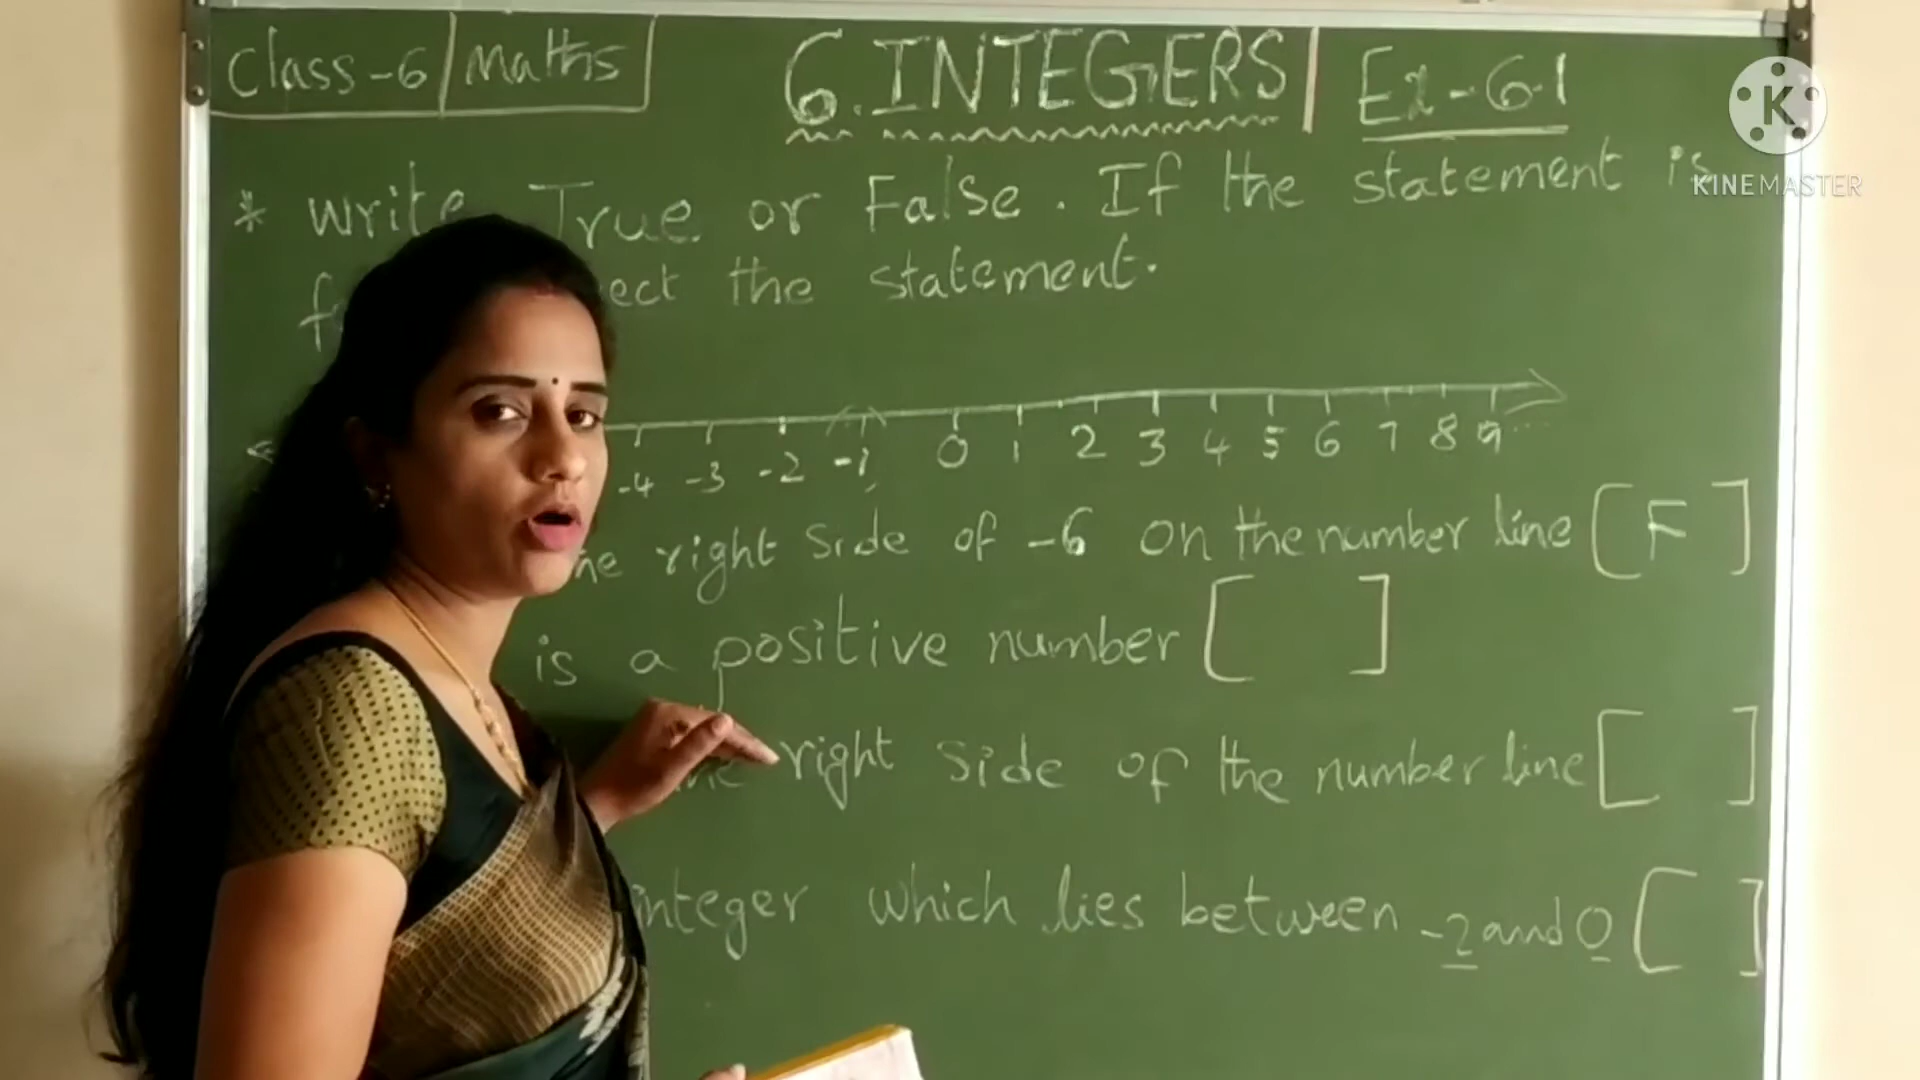 Class-6 Maths 6. INTEGERS Ex-6.1
KINEMASTER
* Write True or False. If the statement is
the statement.
-4 -3 -2 -1 0 1 2 3 4 5 6 7 8 9
right side of -6 on the number line [ F ]
is a positive number [ ]
right side of the number line [ ]
integer which lies between -2 and 0 [ ]